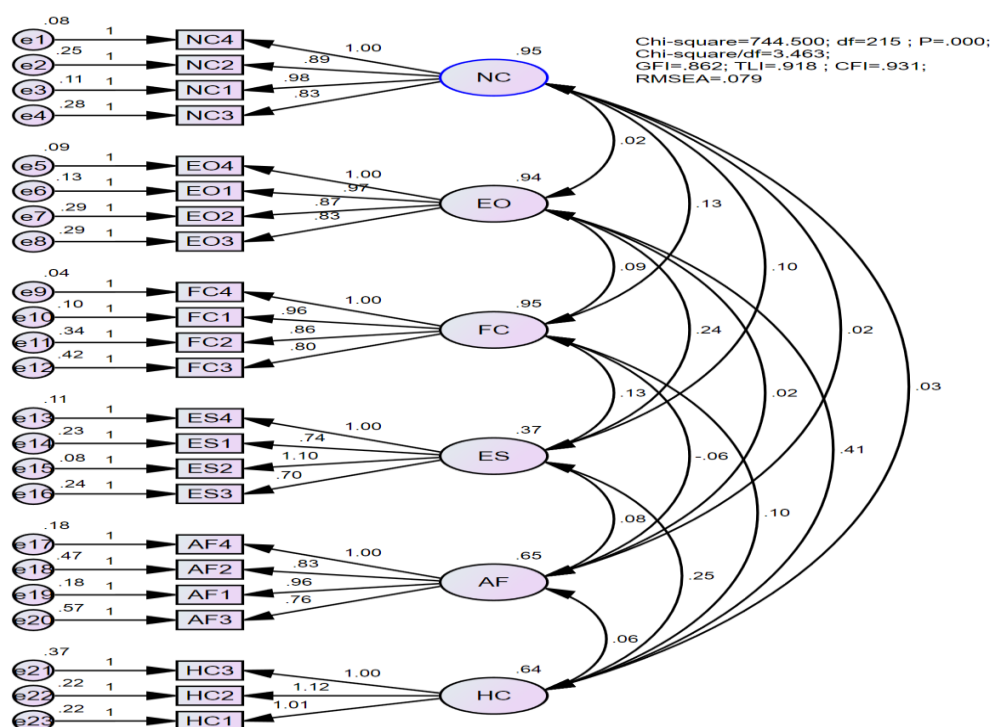 .08
e1 1 NC4 1.00 .95
Chi-square=744.500; df=215 ; P=.000;
Chi-square/df=3.463;
GFI=.862; TLI=.918 ; CFI=.931;
RMSEA=.079
.25
e2 1 NC2 .89 NC
.11
e3 1 NC1 .98
.28
e4 1 NC3 .83
.02
.09
e5 1 EO4 1.00 .94
.13
e6 1 EO1 .97 EO .13
.29
e7 1 EO2 .87
.29
e8 1 EO3 .83
.09 .10
.04
e9 1 FC4 1.00 .95
.10
e10 1 FC1 .96 FC .24 .02
.34
e11 1 FC2 .86
.42
e12 1 FC3 .80
.13 .02 .03
.11
e13 1 ES4 1.00 .37
.23
e14 1 ES1 .74 ES -.06 .41
.08
e15 1 ES2 1.10
.24
e16 1 ES3 .70
.08 .10
.18
e17 1 AF4 1.00 .65
.47
e18 1 AF2 .83 AF .25
.18
e19 1 AF1 .96
.57
e20 1 AF3 .76
.06
.37
e21 1 HC3 1.00 .64
.22
e22 1 HC2 1.12 HC
.22
e23 1 HC1 1.01